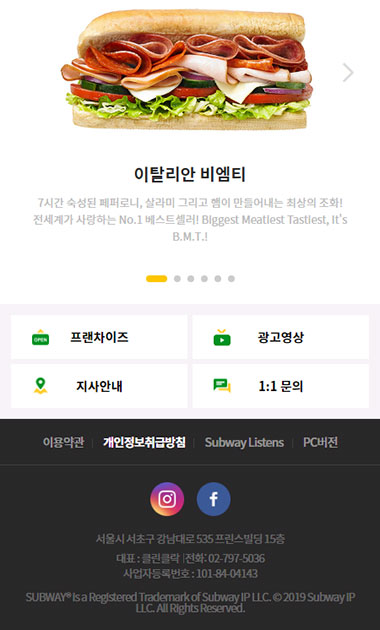 이탈리안 비엠티
7시간 숙성된 페퍼로니, 살라미 그리고 햄이 만들어내는 최상의 조화!
전세계가 사랑하는 No.1 베스트셀러! Biggest Meatiest Tastiest, It's
B.M.T.!
OPEN 프랜차이즈
광고영상
지사안내
1:1 문의
이용약관 | 개인정보취급방침 | Subway Listens | PC버전
서울시 서초구 강남대로 535 프린스빌딩 15층
대표 : 콜린클락 | 전화: 02-797-5036
사업자등록번호 : 101-84-04143
SUBWAY® is a Registered Trademark of Subway IP LLC. © 2019 Subway IP
LLC. All Rights Reserved.